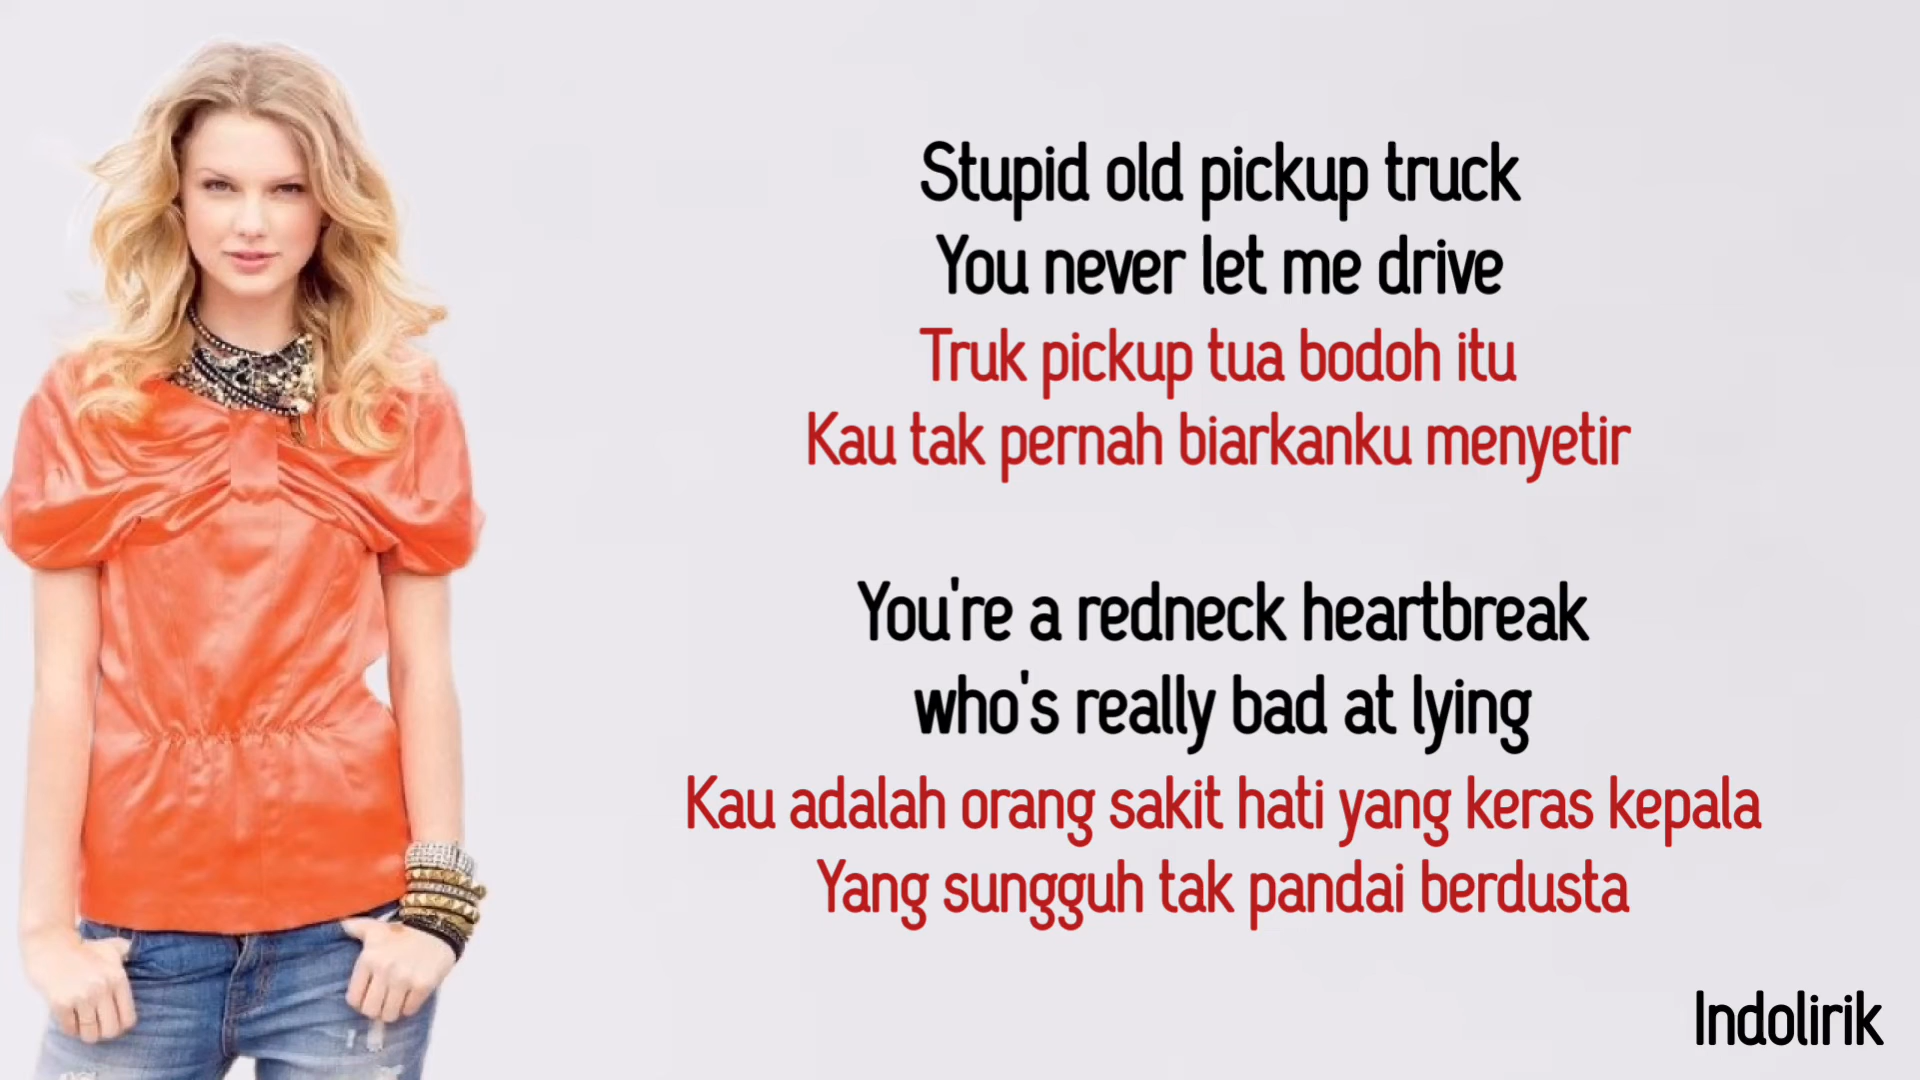 Stupid old pickup truck
You never let me drive
Truk pickup tua bodoh itu
Kau tak pernah biarkanku menyetir
You're a redneck heartbreak
who's really bad at lying
Kau adalah orang sakit hati yang keras kepala
Yang sungguh tak pandai berdusta
Indolirik